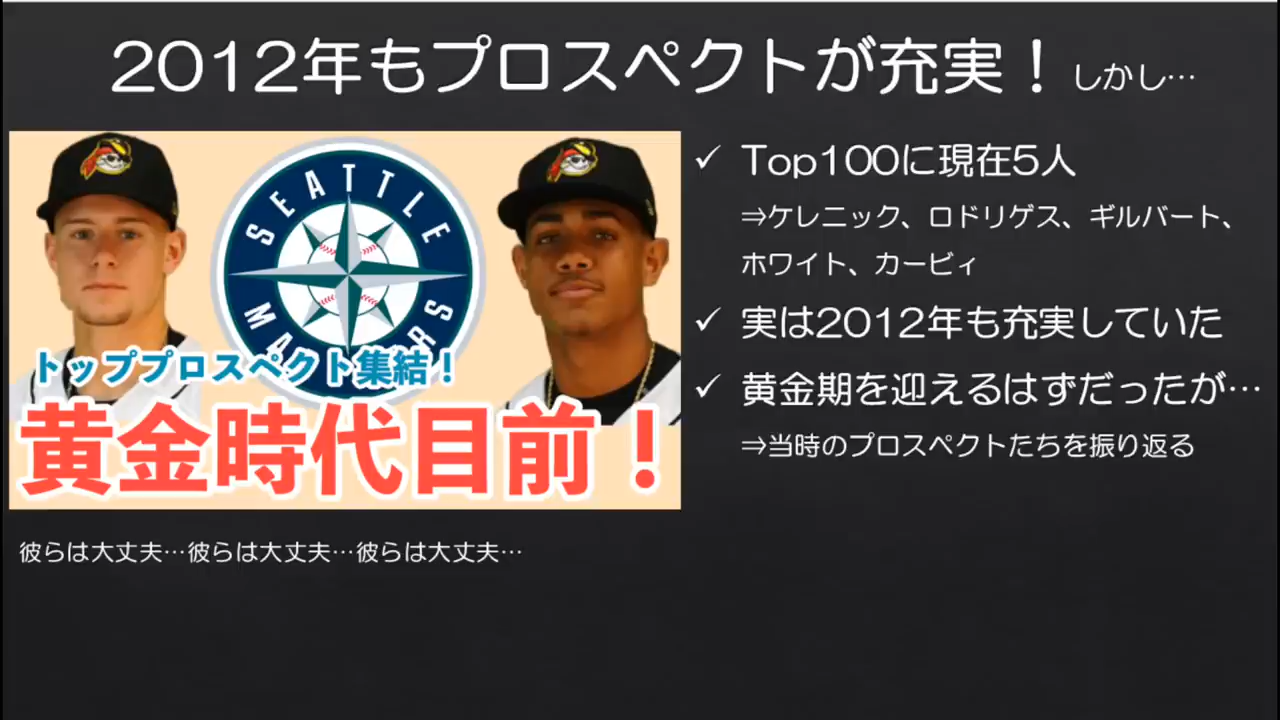 2012年もプロスペクトが充実！しかし…
SEATTLE
トッププロスペクト集結！
黄金時代目前！
彼らは大丈夫…彼らは大丈夫…彼らは大丈夫…
✓ Top100に現在5人
⇒ケレニック、ロドリゲス、ギルバート、
ホワイト、カービィ
✓ 実は2012年も充実していた
✓ 黄金期を迎えるはずだったが…
⇒当時のプロスペクトたちを振り返る